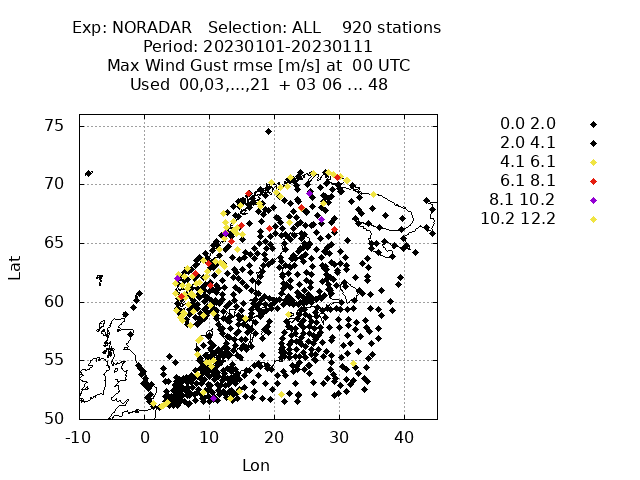 Exp: NORADAR   Selection: ALL    920 stations
Period: 20230101-20230111
Max Wind Gust rmse [m/s] at  00 UTC
Used  00,03,...,21  + 03 06 ... 48
0.0 2.0
2.0 4.1
4.1 6.1
6.1 8.1
8.1 10.2
10.2 12.2
75
70
65
60
55
50
Lat
-10 0 10 20 30 40
Lon